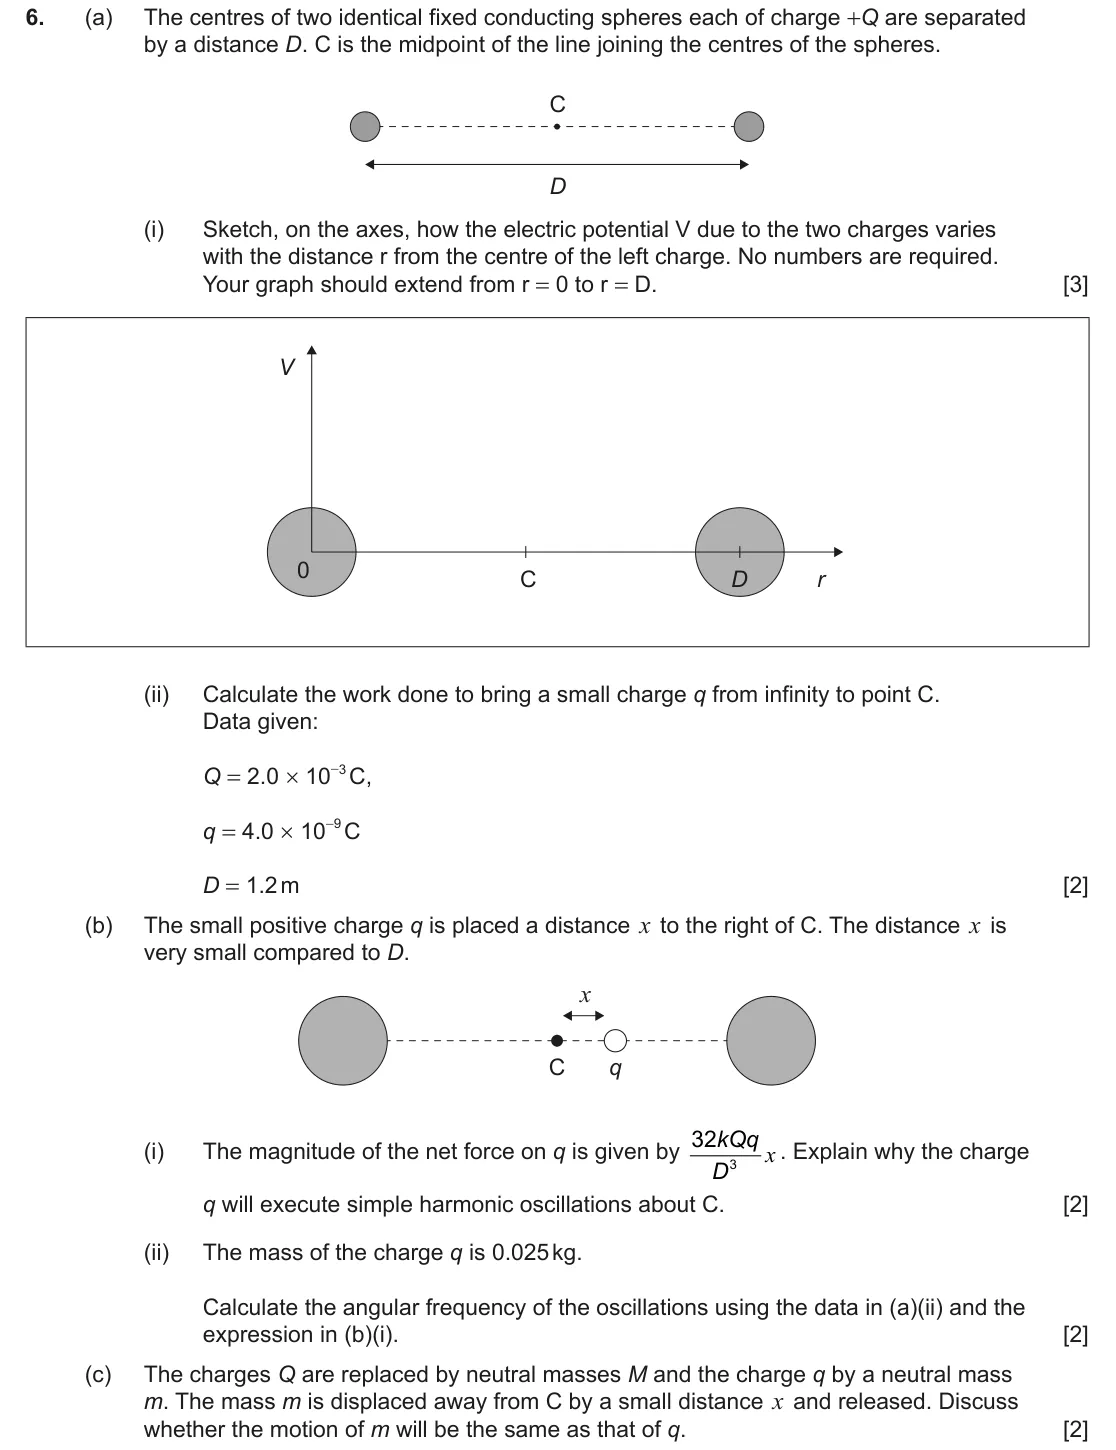 6. (a) The centres of two identical fixed conducting spheres each of charge +Q are separated
by a distance D. C is the midpoint of the line joining the centres of the spheres.
C
D
(i) Sketch, on the axes, how the electric potential V due to the two charges varies
with the distance r from the centre of the left charge. No numbers are required.
Your graph should extend from r = 0 to r = D. [3]
V
0 C D r
(ii) Calculate the work done to bring a small charge q from infinity to point C.
Data given:
Q = 2.0 × 10⁻³ C,
q = 4.0 × 10⁻⁹ C
D = 1.2 m [2]
(b) The small positive charge q is placed a distance x to the right of C. The distance x is
very small compared to D.
x
C q
(i) The magnitude of the net force on q is given by 32kQq/D³ x. Explain why the charge
q will execute simple harmonic oscillations about C. [2]
(ii) The mass of the charge q is 0.025 kg.
Calculate the angular frequency of the oscillations using the data in (a)(ii) and the
expression in (b)(i). [2]
(c) The charges Q are replaced by neutral masses M and the charge q by a neutral mass
m. The mass m is displaced away from C by a small distance x and released. Discuss
whether the motion of m will be the same as that of q. [2]